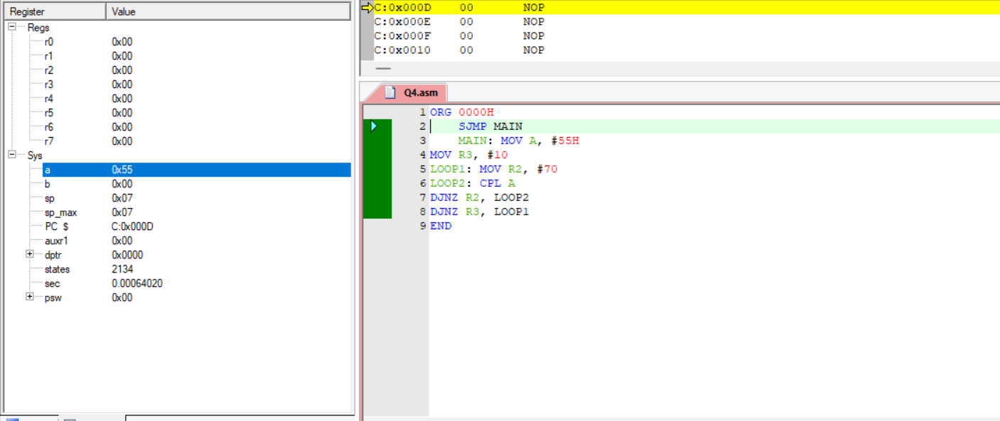 Register Value
Regs
r0 0x00
r1 0x00
r2 0x00
r3 0x00
r4 0x00
r5 0x00
r6 0x00
r7 0x00
Sys
a 0x55
b 0x00
sp 0x07
sp_max 0x07
PC $ C:0x000D
auxr1 0x00
dptr 0x0000
states 2134
sec 0.00064020
psw 0x00
C:0x000D 00 NOP
C:0x000E 00 NOP
C:0x000F 00 NOP
C:0x0010 00 NOP
Q4.asm
1 ORG 0000H
2 SJMP MAIN
3 MAIN: MOV A, #55H
4 MOV R3, #10
5 LOOP1: MOV R2, #70
6 LOOP2: CPL A
7 DJNZ R2, LOOP2
8 DJNZ R3, LOOP1
9 END